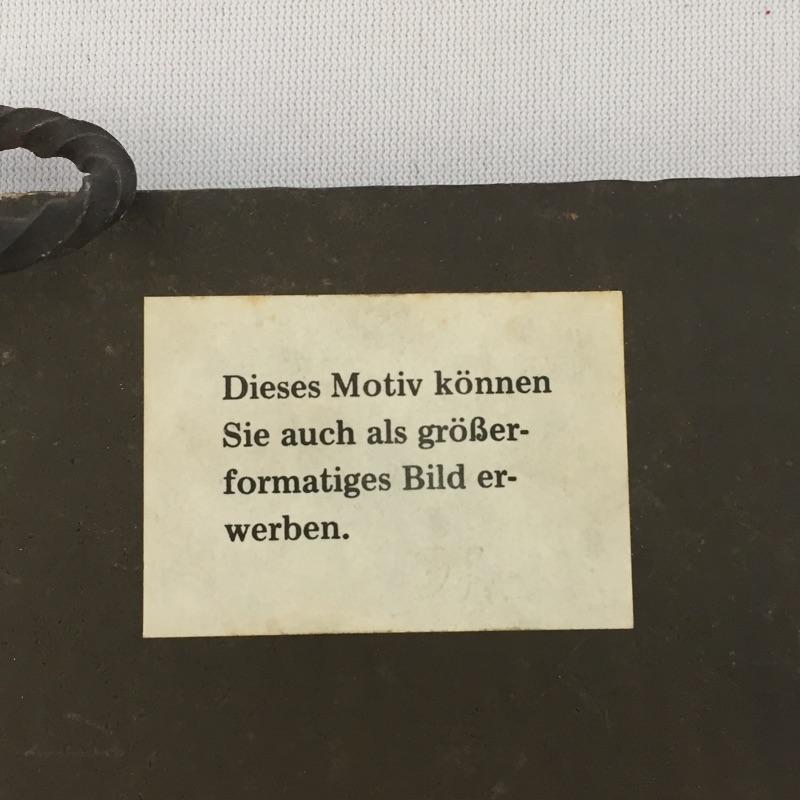 Dieses Motiv können
Sie auch als größer-
formatiges Bild er-
werben.